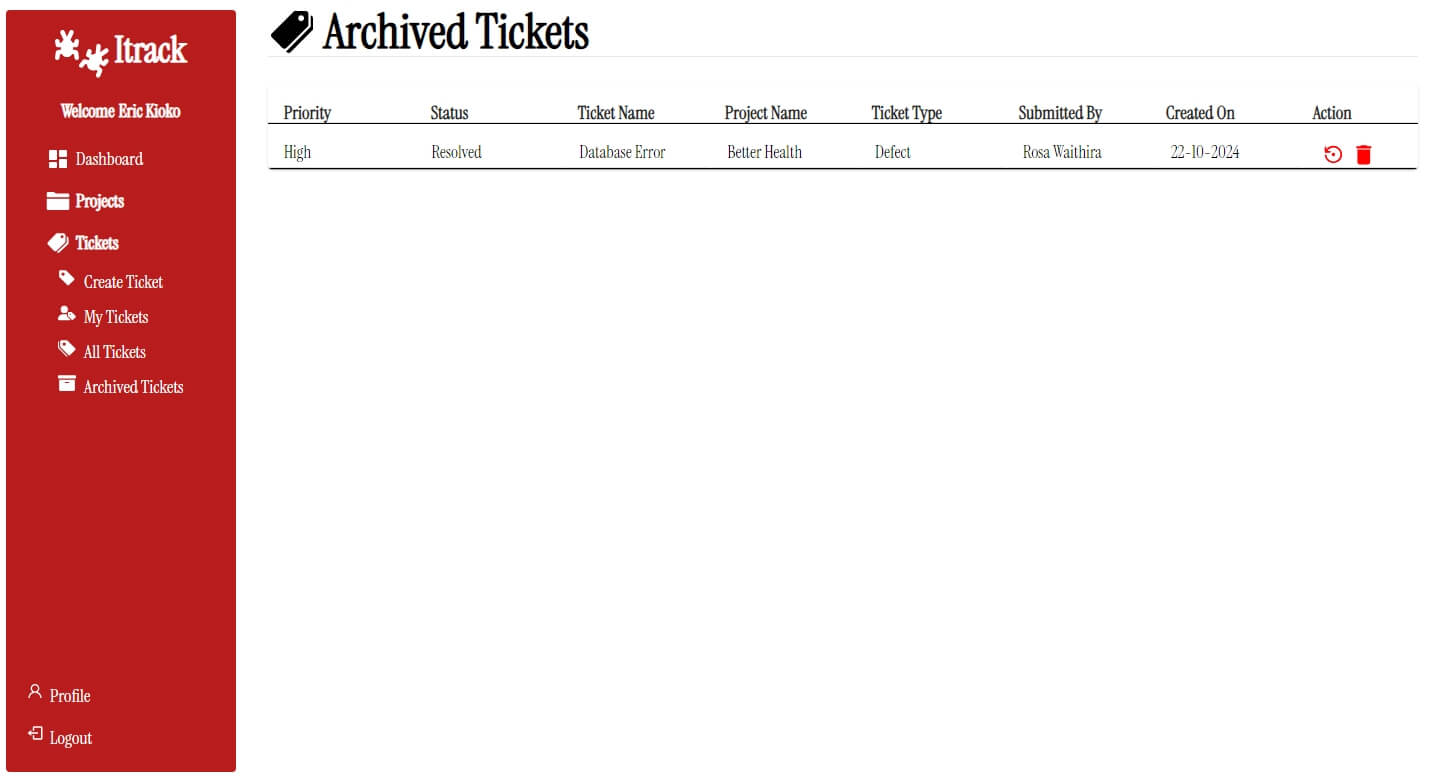 Itrack
Welcome Eric Kioko
Dashboard
Projects
Tickets
Create Ticket
My Tickets
All Tickets
Archived Tickets
Profile
Logout
Archived Tickets
Priority Status Ticket Name Project Name Ticket Type Submitted By Created On Action
High Resolved Database Error Better Health Defect Rosa Waithira 22-10-2024